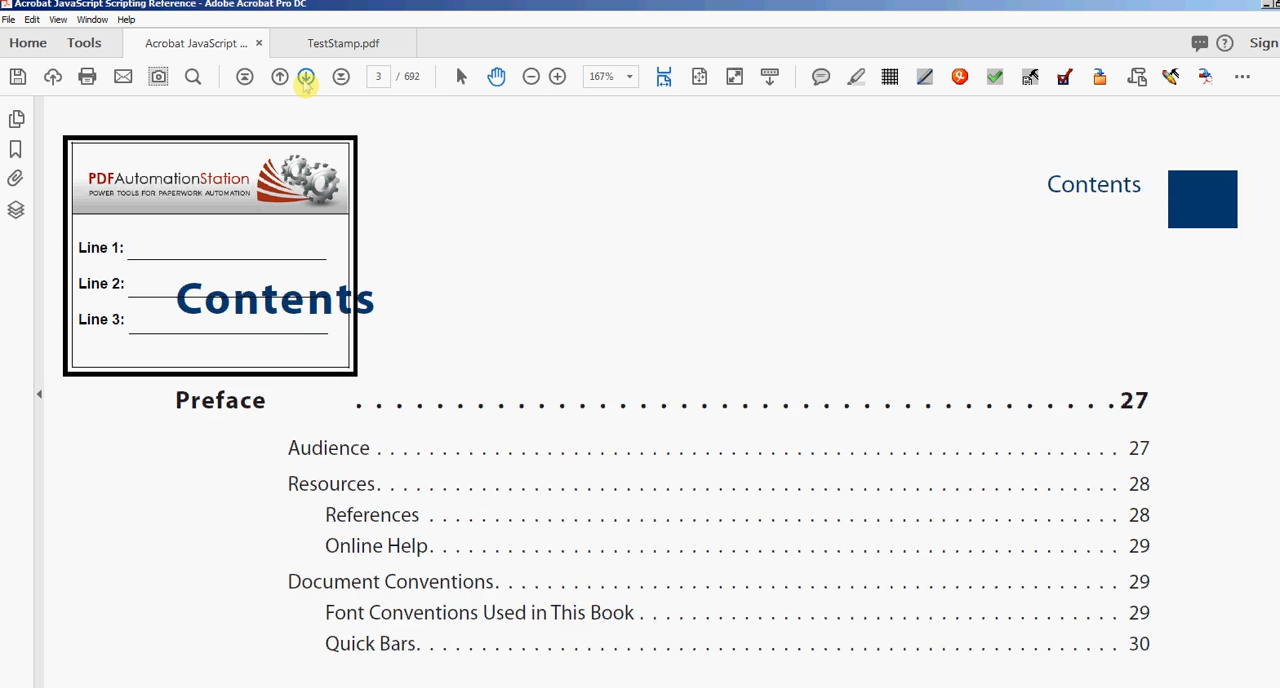 Acrobat JavaScript Scripting Reference - Adobe Acrobat Pro DC
File Edit View Window Help
Home Tools Acrobat JavaScript ... × TestStamp.pdf Sign
3 / 692 167%
PDFAutomationStation
POWER TOOLS FOR PAPERWORK AUTOMATION
Contents
Line 1:
Line 2:
Contents
Line 3:
Preface . . . . . . . . . . . . . . . . . . . . . . . . . . . . . . . . . . . . . . 27
Audience . . . . . . . . . . . . . . . . . . . . . . . . . . . . . . . . . . . . . . 27
Resources. . . . . . . . . . . . . . . . . . . . . . . . . . . . . . . . . . . . . . 28
References . . . . . . . . . . . . . . . . . . . . . . . . . . . . . . . . . . . . . . 28
Online Help. . . . . . . . . . . . . . . . . . . . . . . . . . . . . . . . . . . . . . 29
Document Conventions. . . . . . . . . . . . . . . . . . . . . . . . . . . . . . . . . . . . . . 29
Font Conventions Used in This Book . . . . . . . . . . . . . . . . . . . . . . . . . . . . . . . . . . . . . . 29
Quick Bars. . . . . . . . . . . . . . . . . . . . . . . . . . . . . . . . . . . . . . 30